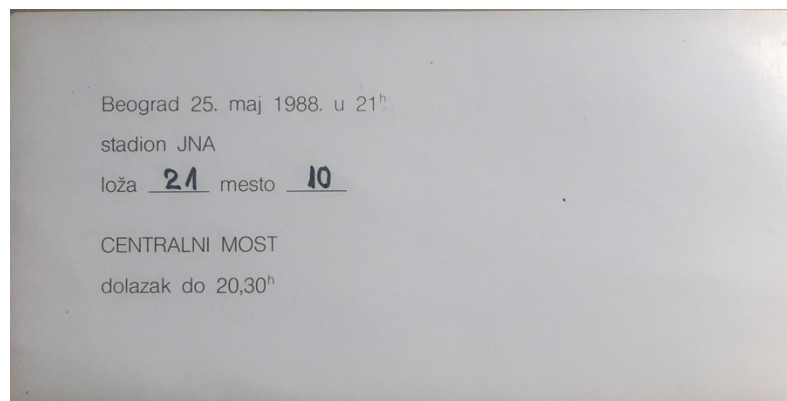 Beograd 25. maj 1988. u 21h
stadion JNA
loža 21 mesto 10
CENTRALNI MOST
dolazak do 20,30h